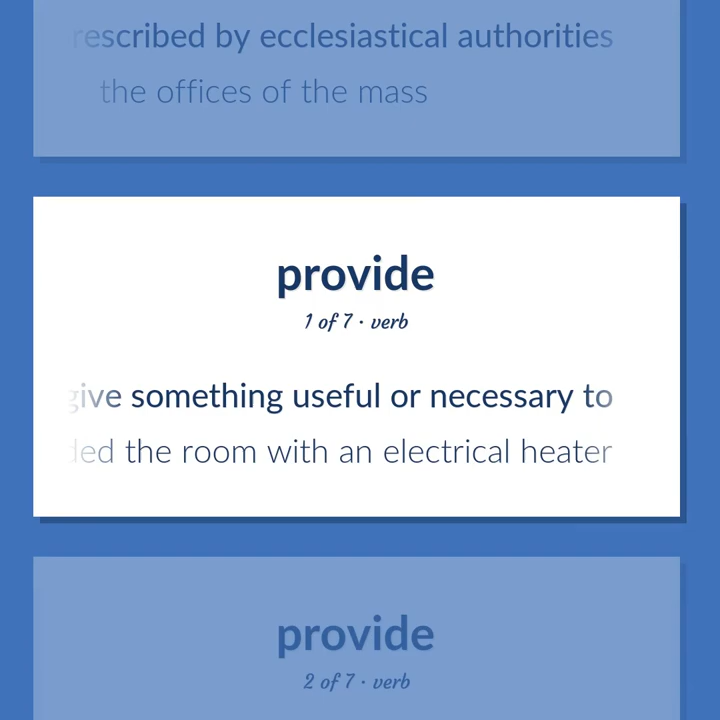 rescribed by ecclesiastical authorities
the offices of the mass
provide
1 of 7 · verb
give something useful or necessary to
ded the room with an electrical heater
provide
2 of 7 · verb